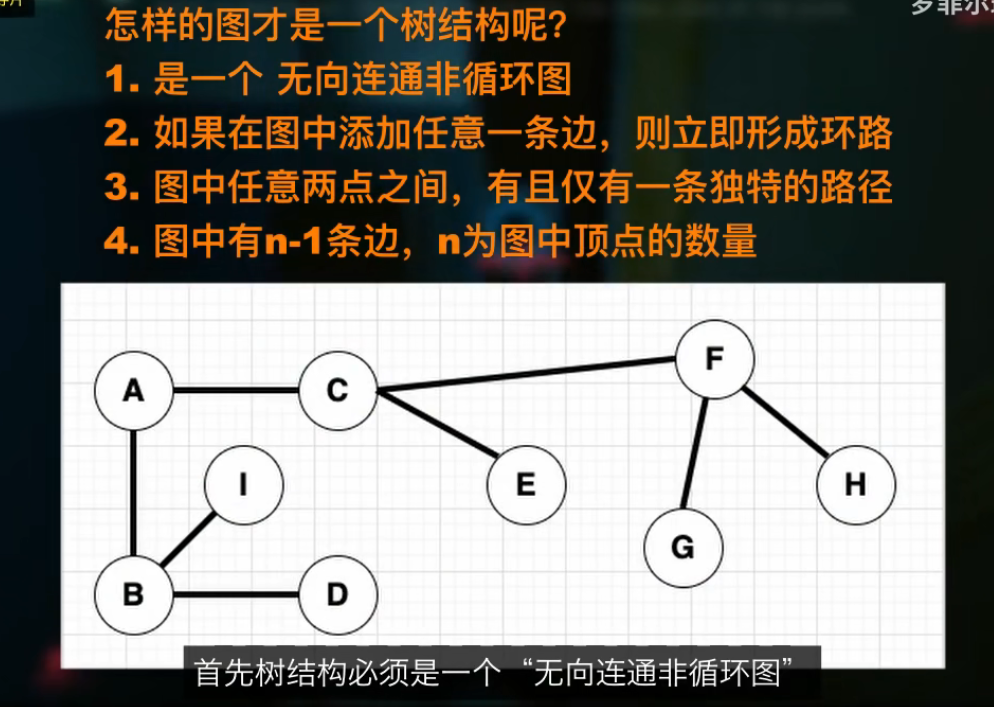 怎样的图才是一个树结构呢?
1. 是一个 无向连通非循环图
2. 如果在图中添加任意一条边，则立即形成环路
3. 图中任意两点之间，有且仅有一条独特的路径
4. 图中有n-1条边，n为图中顶点的数量
F
A
C
I
E
H
G
B
D
首先树结构必须是一个“无向连通非循环图”